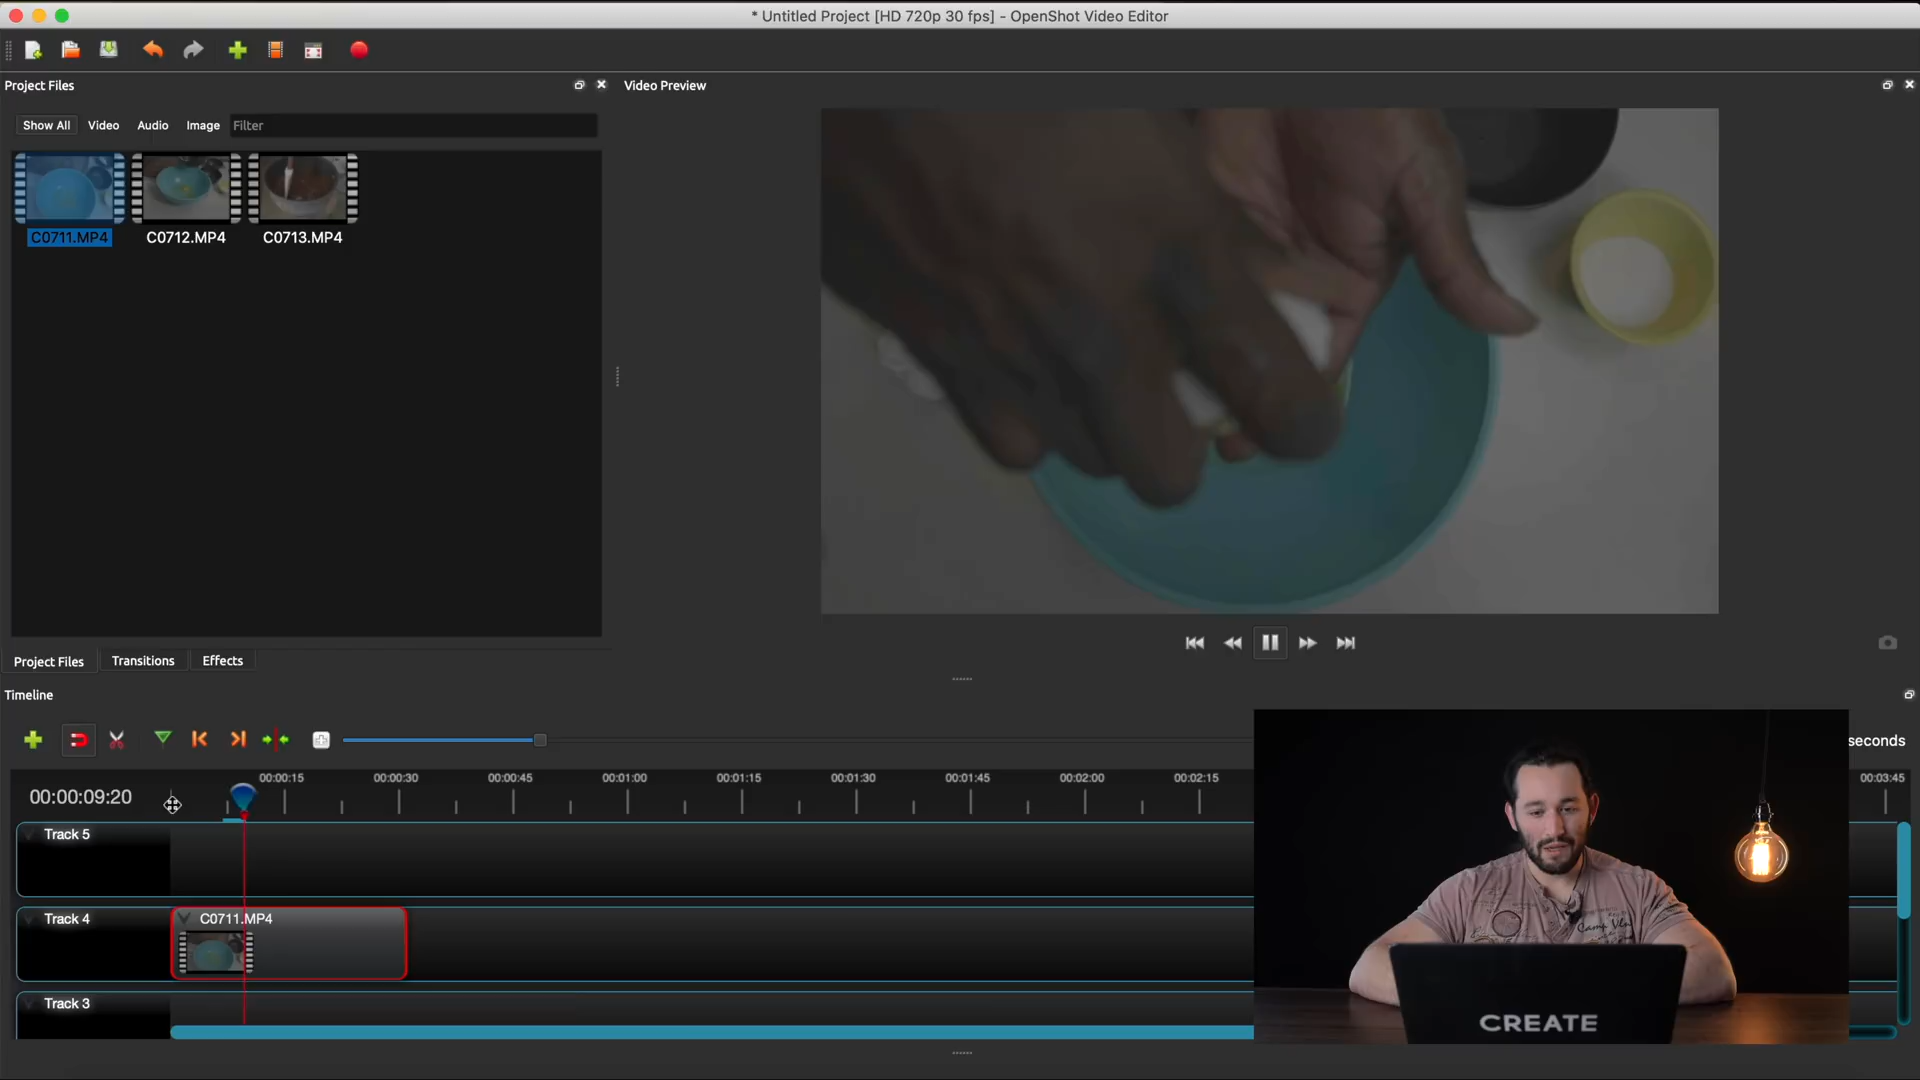 * Untitled Project [HD 720p 30 fps] - OpenShot Video Editor
Project Files
Video Preview
Show All Video Audio Image Filter
C0711.MP4 C0712.MP4 C0713.MP4
Project Files Transitions Effects
Timeline
seconds
00:00:15 00:00:30 00:00:45 00:01:00 00:01:15 00:01:30 00:01:45 00:02:00 00:02:15 00:03:45
00:00:09:20
Track 5
Track 4
C0711.MP4
Track 3
CREATE